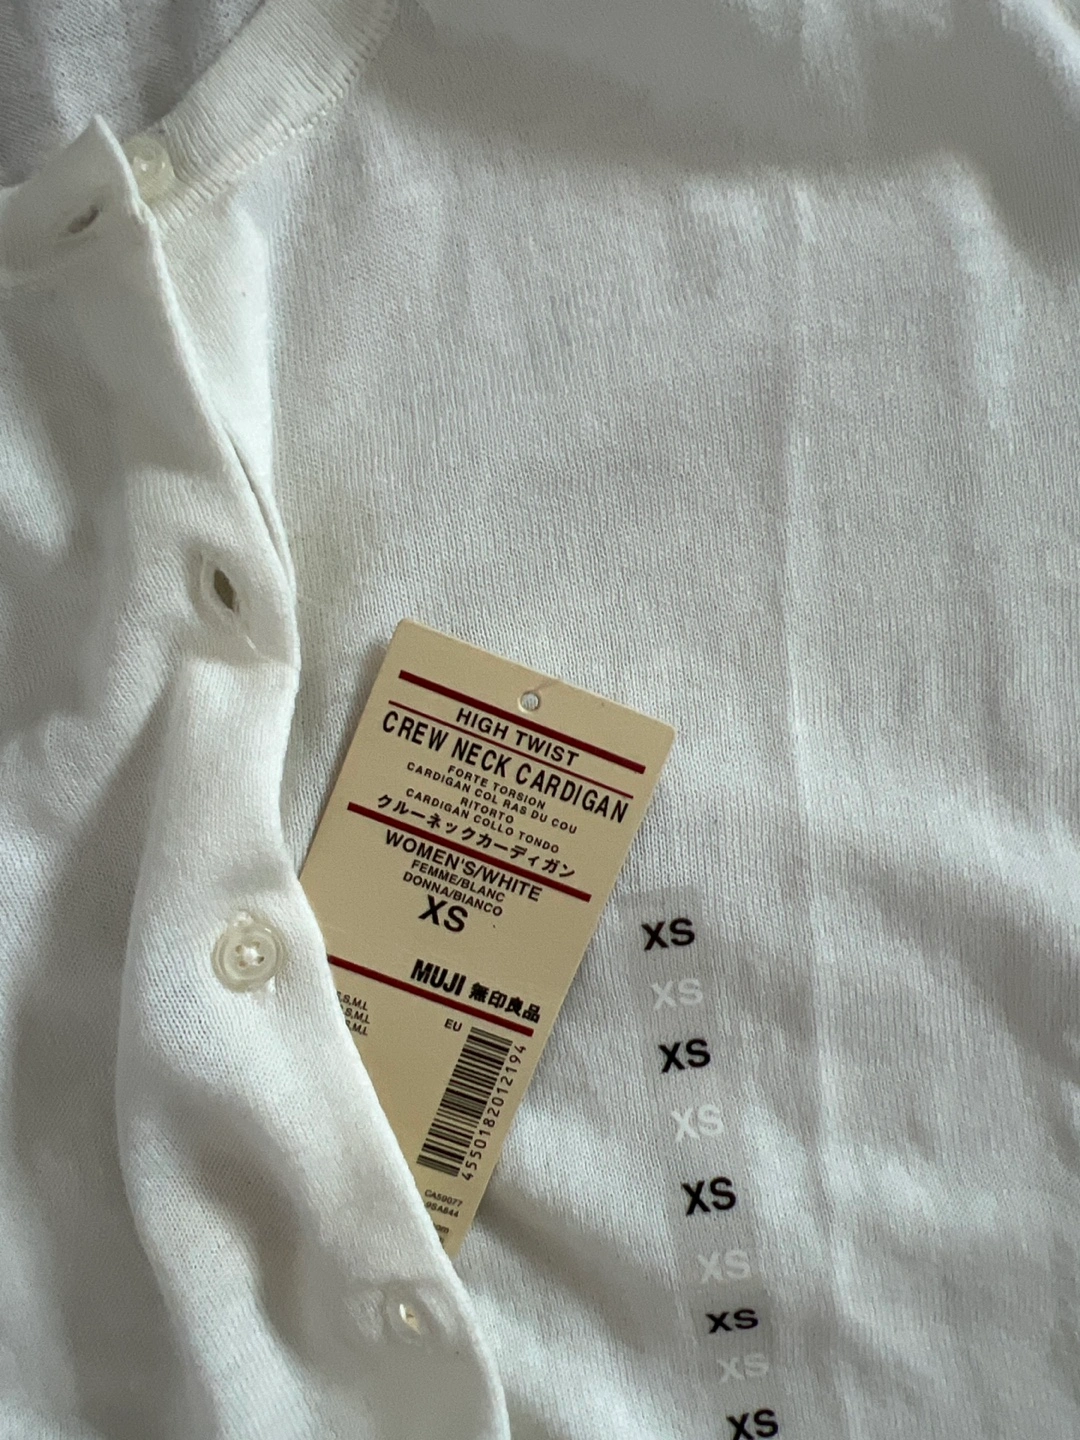 HIGH TWIST
CREW NECK CARDIGAN
FORTE TORSION
CARDIGAN COL RAS DU COU
RITORTO
CARDIGAN COLLO TONDO
クルーネックカーディガン
WOMEN'S/WHITE
FEMME/BLANC
DONNA/BIANCO
XS
MUJI 無印良品
S,M,L
S,M,L
S,M,L
EU
4550182012194
CA59077
9SA844
XS
XS
XS
XS
XS
XS
XS
XS
XS